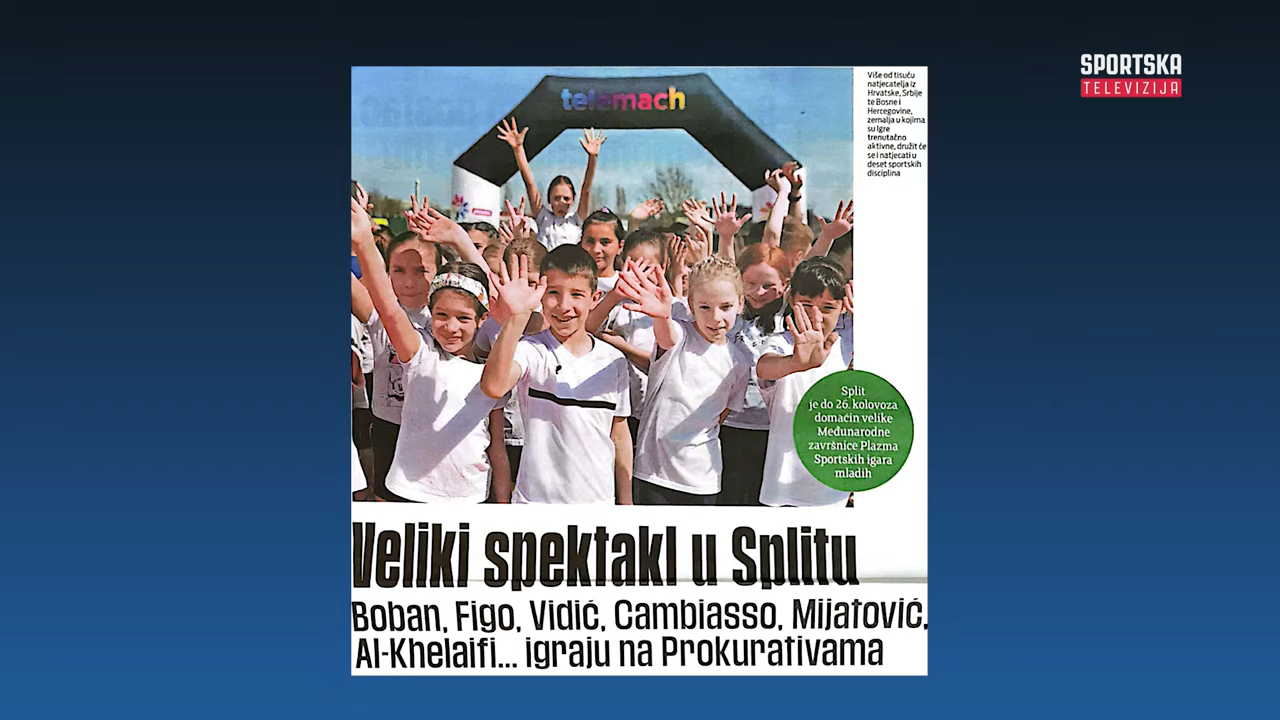 SPORTSKA
TELEVIZIJA
telemach
Više od tisuću
natjecatelja iz
Hrvatske, Srbije
te Bosne i
Hercegovine,
zemalja u kojima
su Igre
trenutačno
aktivne, družit će
se i natjecati u
deset sportskih
disciplina
Split
je do 26. kolovoza
domaćin velike
Međunarodne
završnice Plazma
Sportskih igara
mladih
Veliki spektakl u Splitu
Boban, Figo, Vidić, Cambiasso, Mijatović,
Al-Khelaifi... igraju na Prokurativama